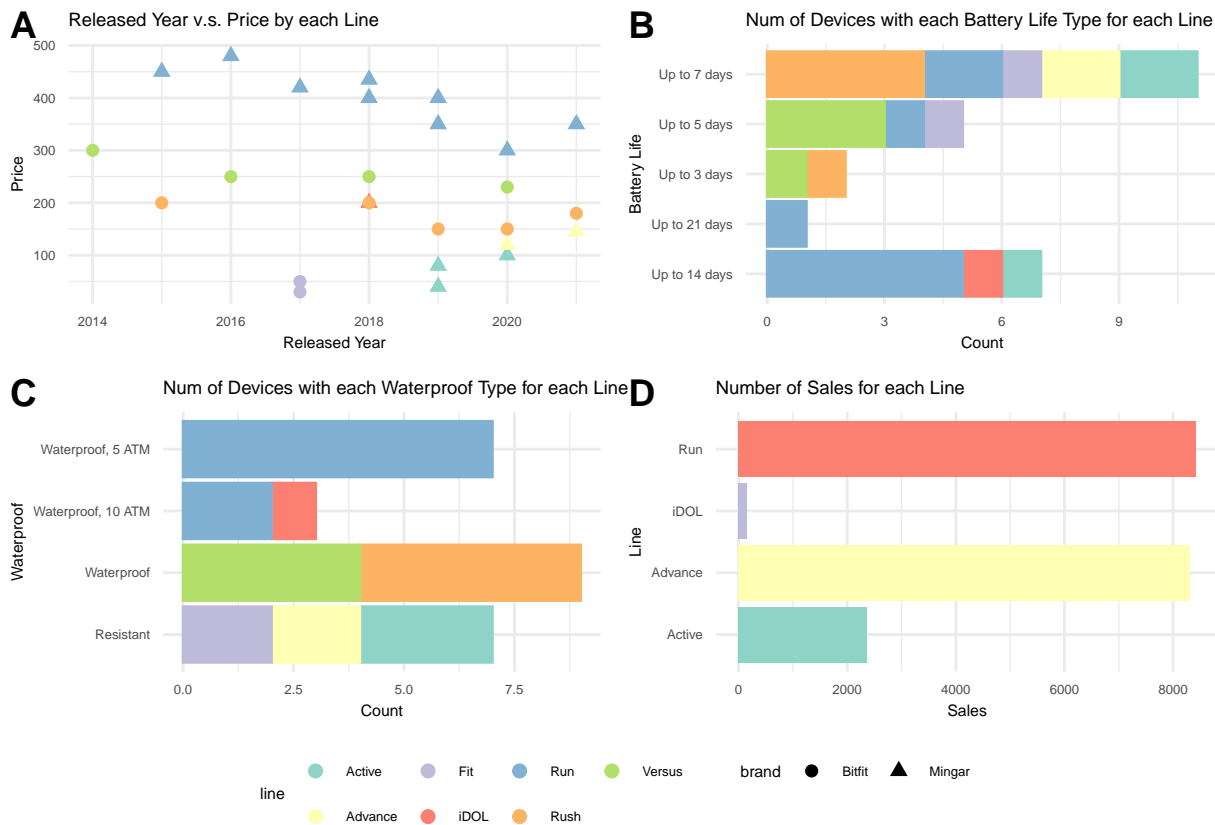 A
Released Year v.s. Price by each Line
Price
500
400
300
200
100
2014
2016
2018
2020
Released Year
B
Num of Devices with each Battery Life Type for each Line
Battery Life
Up to 7 days
Up to 5 days
Up to 3 days
Up to 21 days
Up to 14 days
0
3
6
9
Count
C
Num of Devices with each Waterproof Type for each Line
Waterproof
Waterproof, 5 ATM
Waterproof, 10 ATM
Waterproof
Resistant
0.0
2.5
5.0
7.5
Count
D
Number of Sales for each Line
Line
Run
iDOL
Advance
Active
0
2000
4000
6000
8000
Sales
line
Active
Fit
Run
Versus
Advance
iDOL
Rush
brand
Bitfit
Mingar